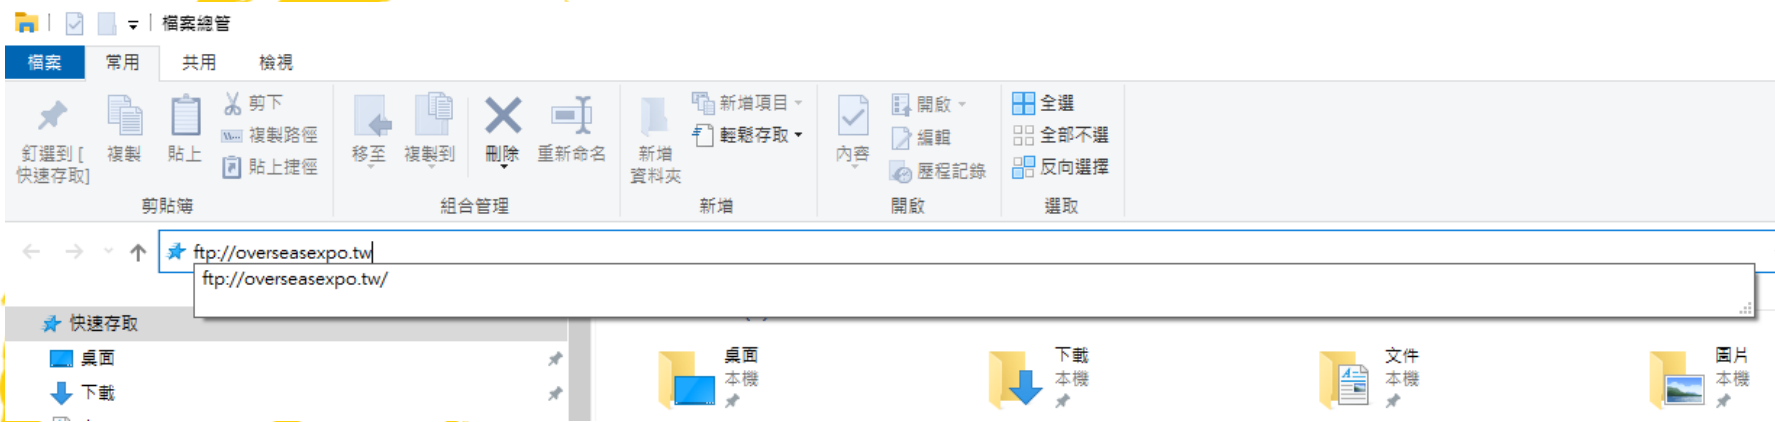 檔案總管
檔案 常用 共用 檢視
釘選到 [
快速存取]
複製
貼上
剪下
複製路徑
貼上捷徑
剪貼簿
移至
複製到
刪除
重新命名
組合管理
新增
資料夾
新增項目
輕鬆存取
新增
內容
開啟
編輯
歷程記錄
開啟
全選
全部不選
反向選擇
選取
ftp://overseasexpo.tw
ftp://overseasexpo.tw/
快速存取
桌面
下載
桌面
本機
下載
本機
文件
本機
圖片
本機